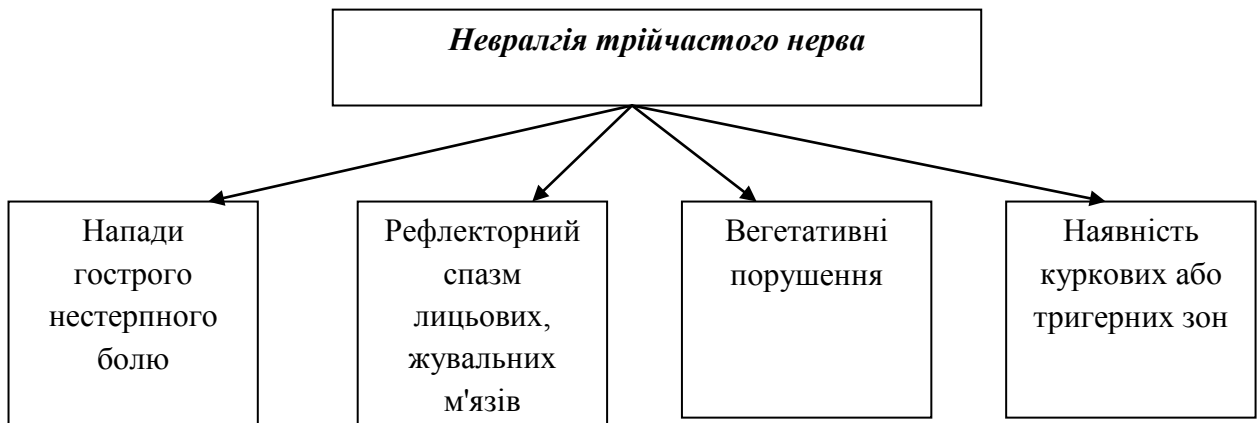 Невралгія трійчастого нерва
Напади
гострого
нестерпного
болю
Рефлекторний
спазм
лицьових,
жувальних
м'язів
Вегетативні
порушення
Наявність
куркових або
тригерних зон